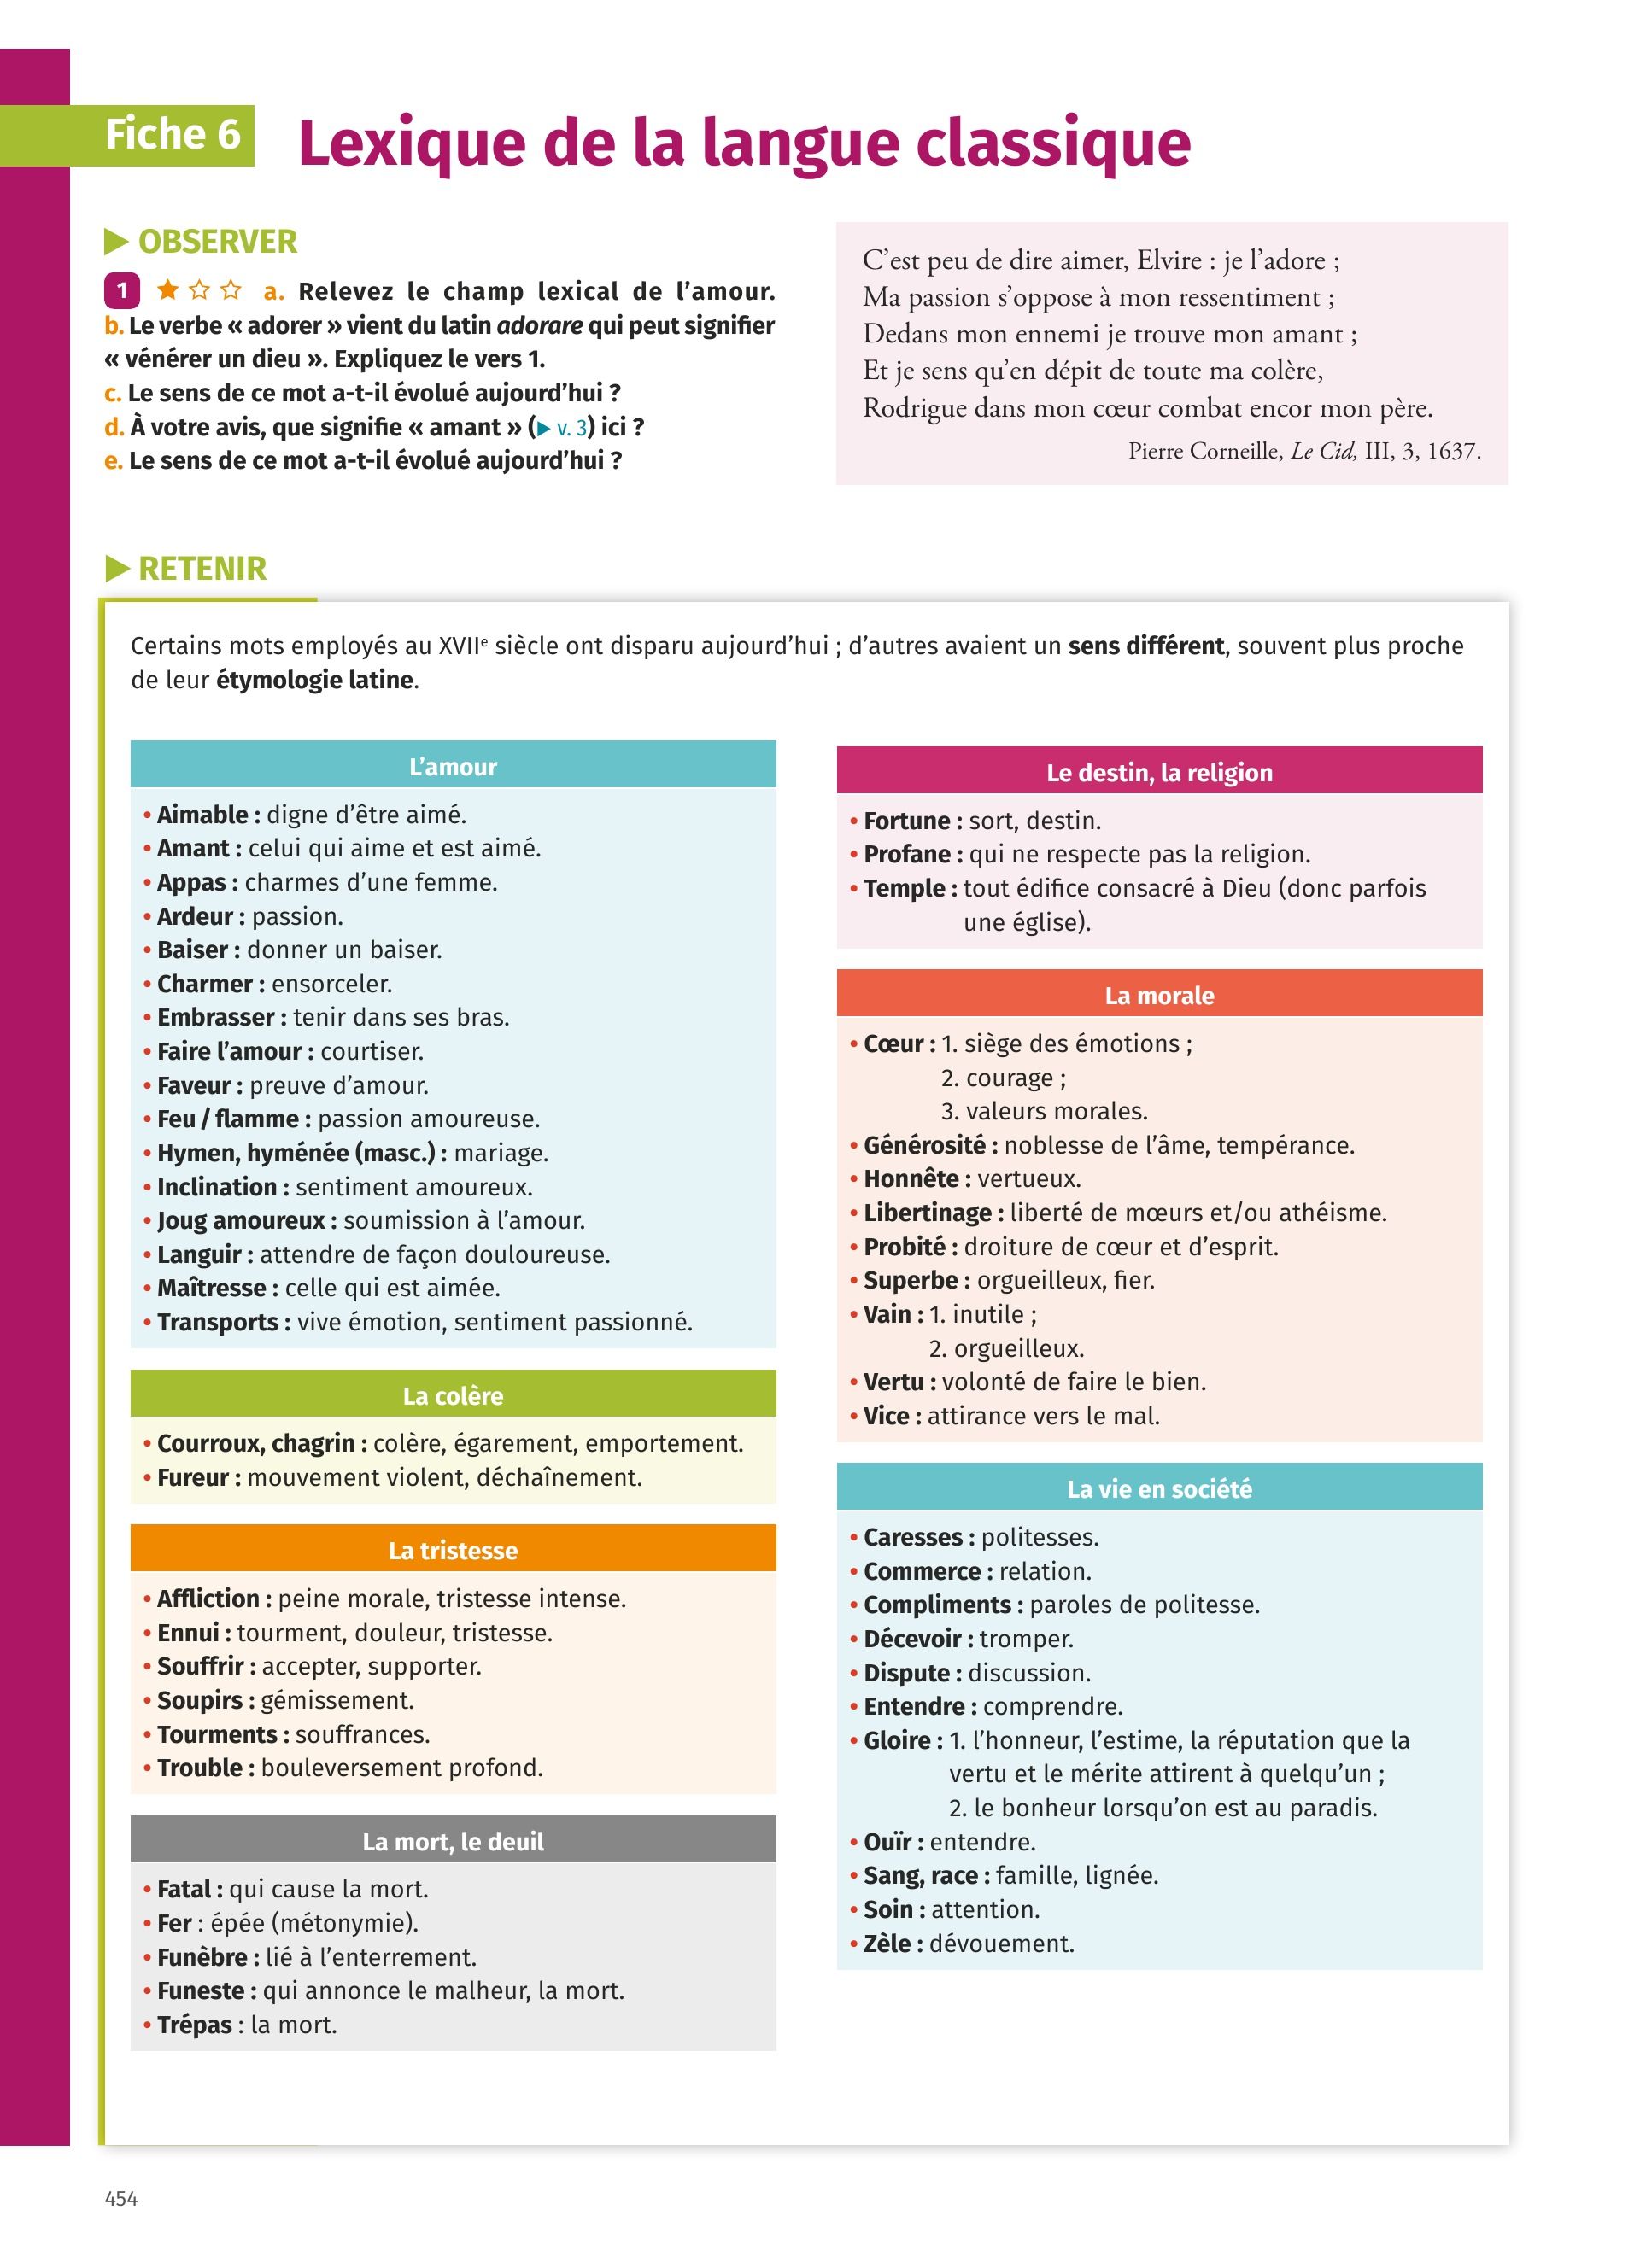 Fiche 6
Lexique de la langue classique
▶ OBSERVER
1 ★☆☆ a. Relevez le champ lexical de l’amour.
b. Le verbe « adorer » vient du latin adorare qui peut signifier
« vénérer un dieu ». Expliquez le vers 1.
c. Le sens de ce mot a-t-il évolué aujourd’hui ?
d. À votre avis, que signifie « amant » (▶ v. 3) ici ?
e. Le sens de ce mot a-t-il évolué aujourd’hui ?
C’est peu de dire aimer, Elvire : je l’adore ;
Ma passion s’oppose à mon ressentiment ;
Dedans mon ennemi je trouve mon amant ;
Et je sens qu’en dépit de toute ma colère,
Rodrigue dans mon cœur combat encor mon père.
Pierre Corneille, Le Cid, III, 3, 1637.
▶ RETENIR
Certains mots employés au XVIIe siècle ont disparu aujourd’hui ; d’autres avaient un sens différent, souvent plus proche
de leur étymologie latine.
L’amour
• Aimable : digne d’être aimé.
• Amant : celui qui aime et est aimé.
• Appas : charmes d’une femme.
• Ardeur : passion.
• Baiser : donner un baiser.
• Charmer : ensorceler.
• Embrasser : tenir dans ses bras.
• Faire l’amour : courtiser.
• Faveur : preuve d’amour.
• Feu / flamme : passion amoureuse.
• Hymen, hyménée (masc.) : mariage.
• Inclination : sentiment amoureux.
• Joug amoureux : soumission à l’amour.
• Languir : attendre de façon douloureuse.
• Maîtresse : celle qui est aimée.
• Transports : vive émotion, sentiment passionné.
La colère
• Courroux, chagrin : colère, égarement, emportement.
• Fureur : mouvement violent, déchaînement.
La tristesse
• Affliction : peine morale, tristesse intense.
• Ennui : tourment, douleur, tristesse.
• Souffrir : accepter, supporter.
• Soupirs : gémissement.
• Tourments : souffrances.
• Trouble : bouleversement profond.
La mort, le deuil
• Fatal : qui cause la mort.
• Fer : épée (métonymie).
• Funèbre : lié à l’enterrement.
• Funeste : qui annonce le malheur, la mort.
• Trépas : la mort.
Le destin, la religion
• Fortune : sort, destin.
• Profane : qui ne respecte pas la religion.
• Temple : tout édifice consacré à Dieu (donc parfois
une église).
La morale
• Cœur : 1. siège des émotions ;
2. courage ;
3. valeurs morales.
• Générosité : noblesse de l’âme, tempérance.
• Honnête : vertueux.
• Libertinage : liberté de mœurs et/ou athéisme.
• Probité : droiture de cœur et d’esprit.
• Superbe : orgueilleux, fier.
• Vain : 1. inutile ;
2. orgueilleux.
• Vertu : volonté de faire le bien.
• Vice : attirance vers le mal.
La vie en société
• Caresses : politesses.
• Commerce : relation.
• Compliments : paroles de politesse.
• Décevoir : tromper.
• Dispute : discussion.
• Entendre : comprendre.
• Gloire : 1. l’honneur, l’estime, la réputation que la
vertu et le mérite attirent à quelqu’un ;
2. le bonheur lorsqu’on est au paradis.
• Ouïr : entendre.
• Sang, race : famille, lignée.
• Soin : attention.
• Zèle : dévouement.
454